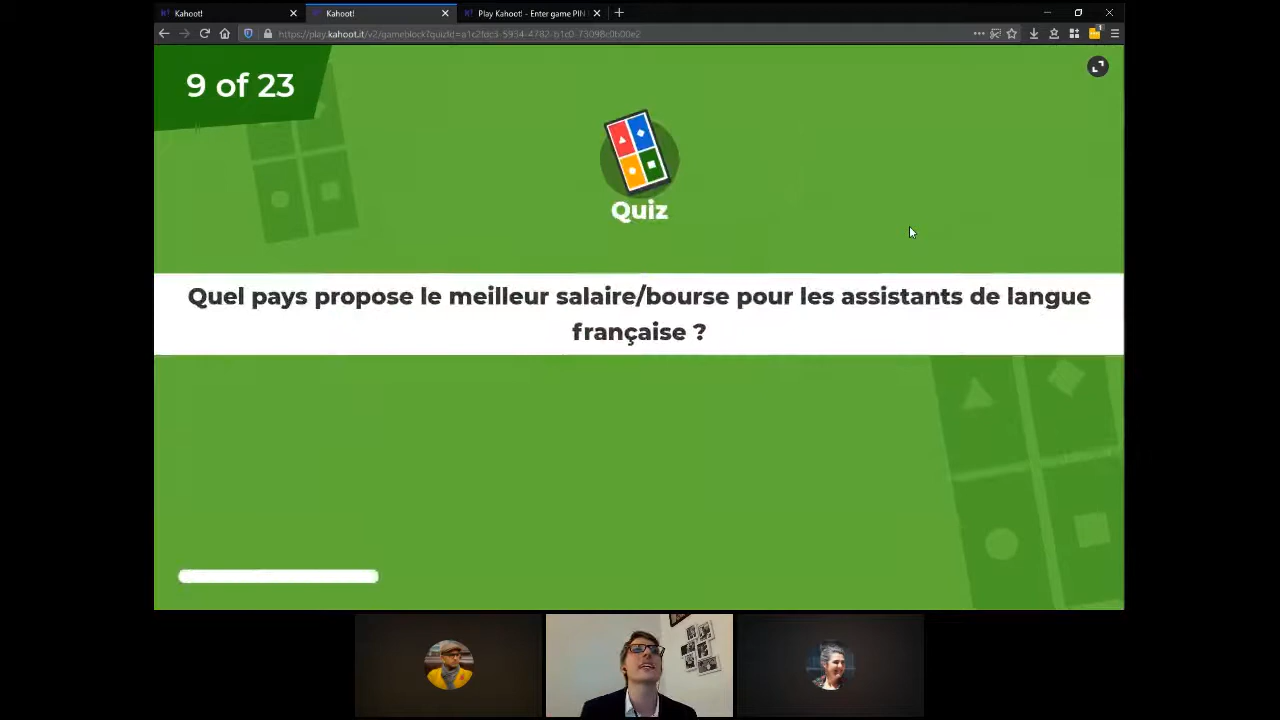 Kahoot!
Kahoot!
Play Kahoot! - Enter game PIN
9 of 23
Quiz
Quel pays propose le meilleur salaire/bourse pour les assistants de langue
française ?